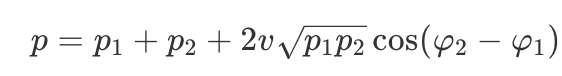 p = p₁ + p₂ + 2v√(p₁p₂) cos(φ₂ − φ₁)